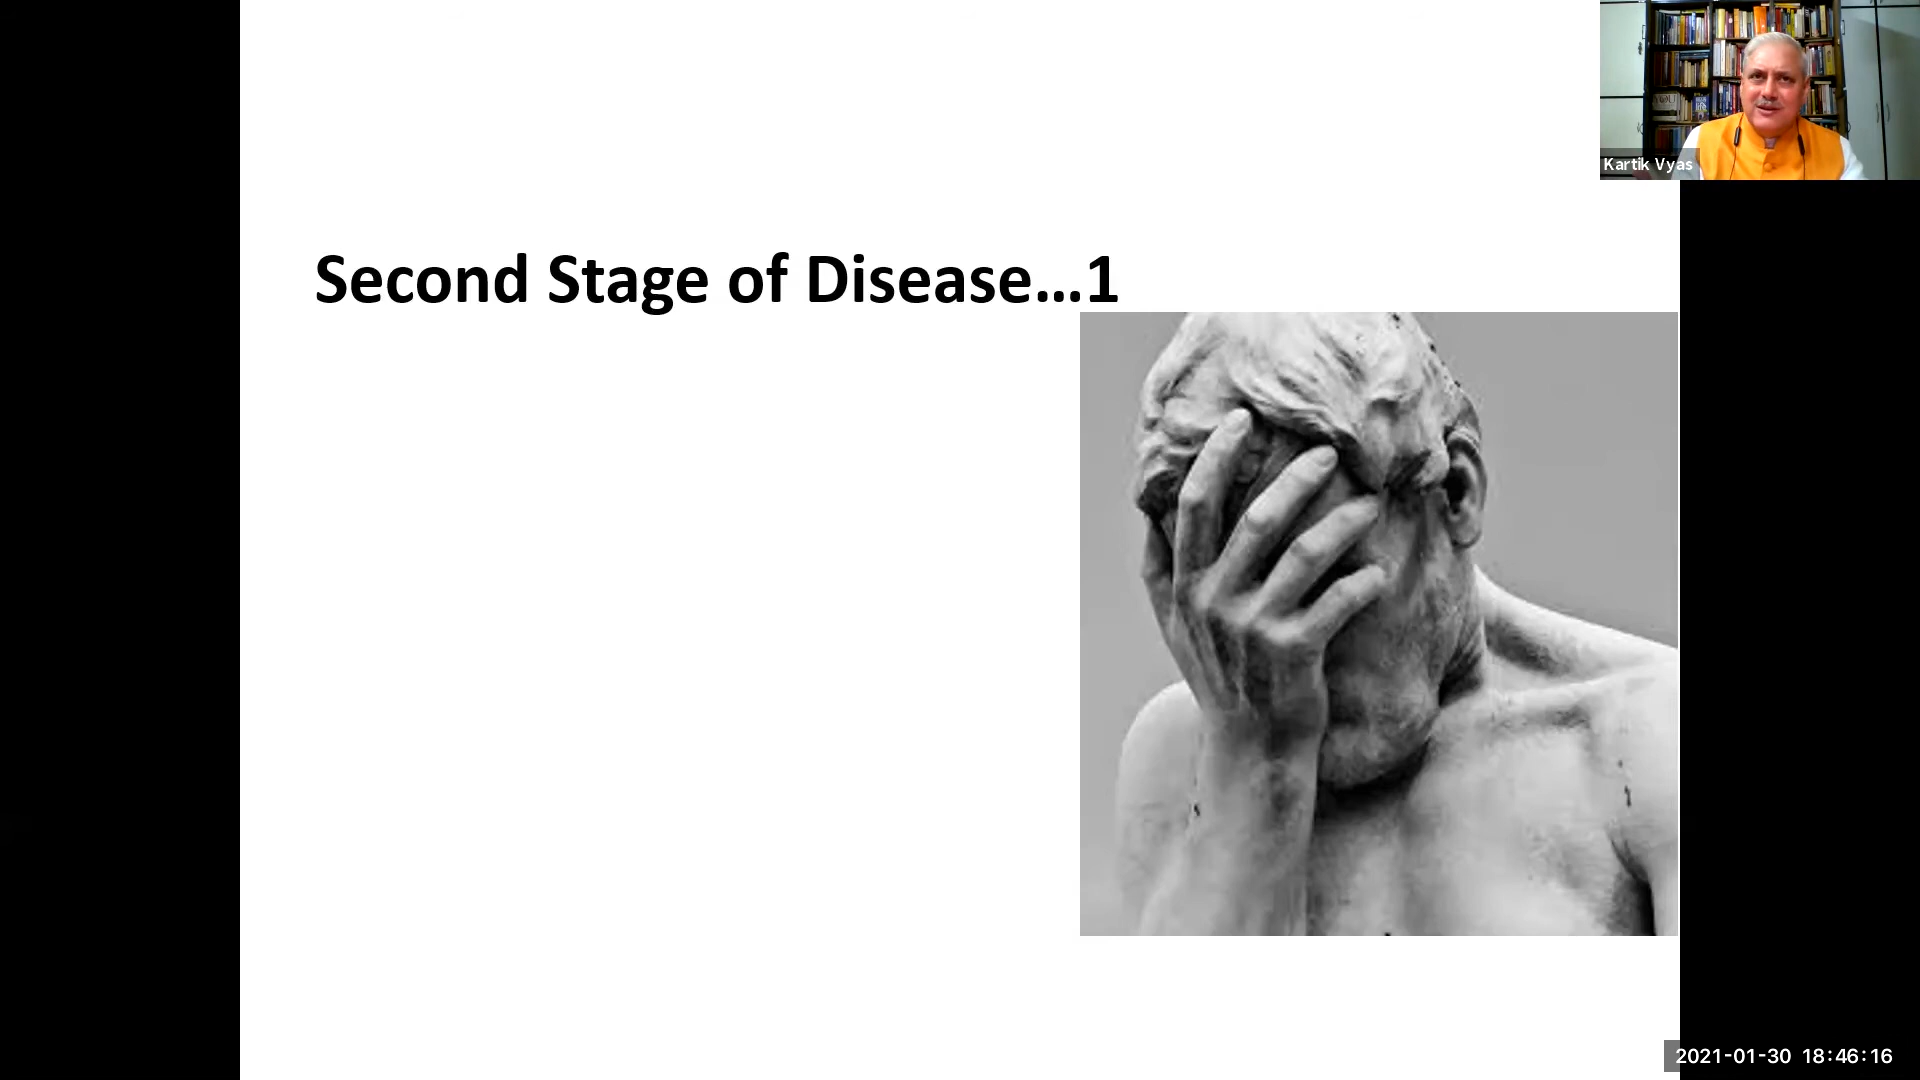 Kartik Vyas
Second Stage of Disease...1
2021-01-30 18:46:16